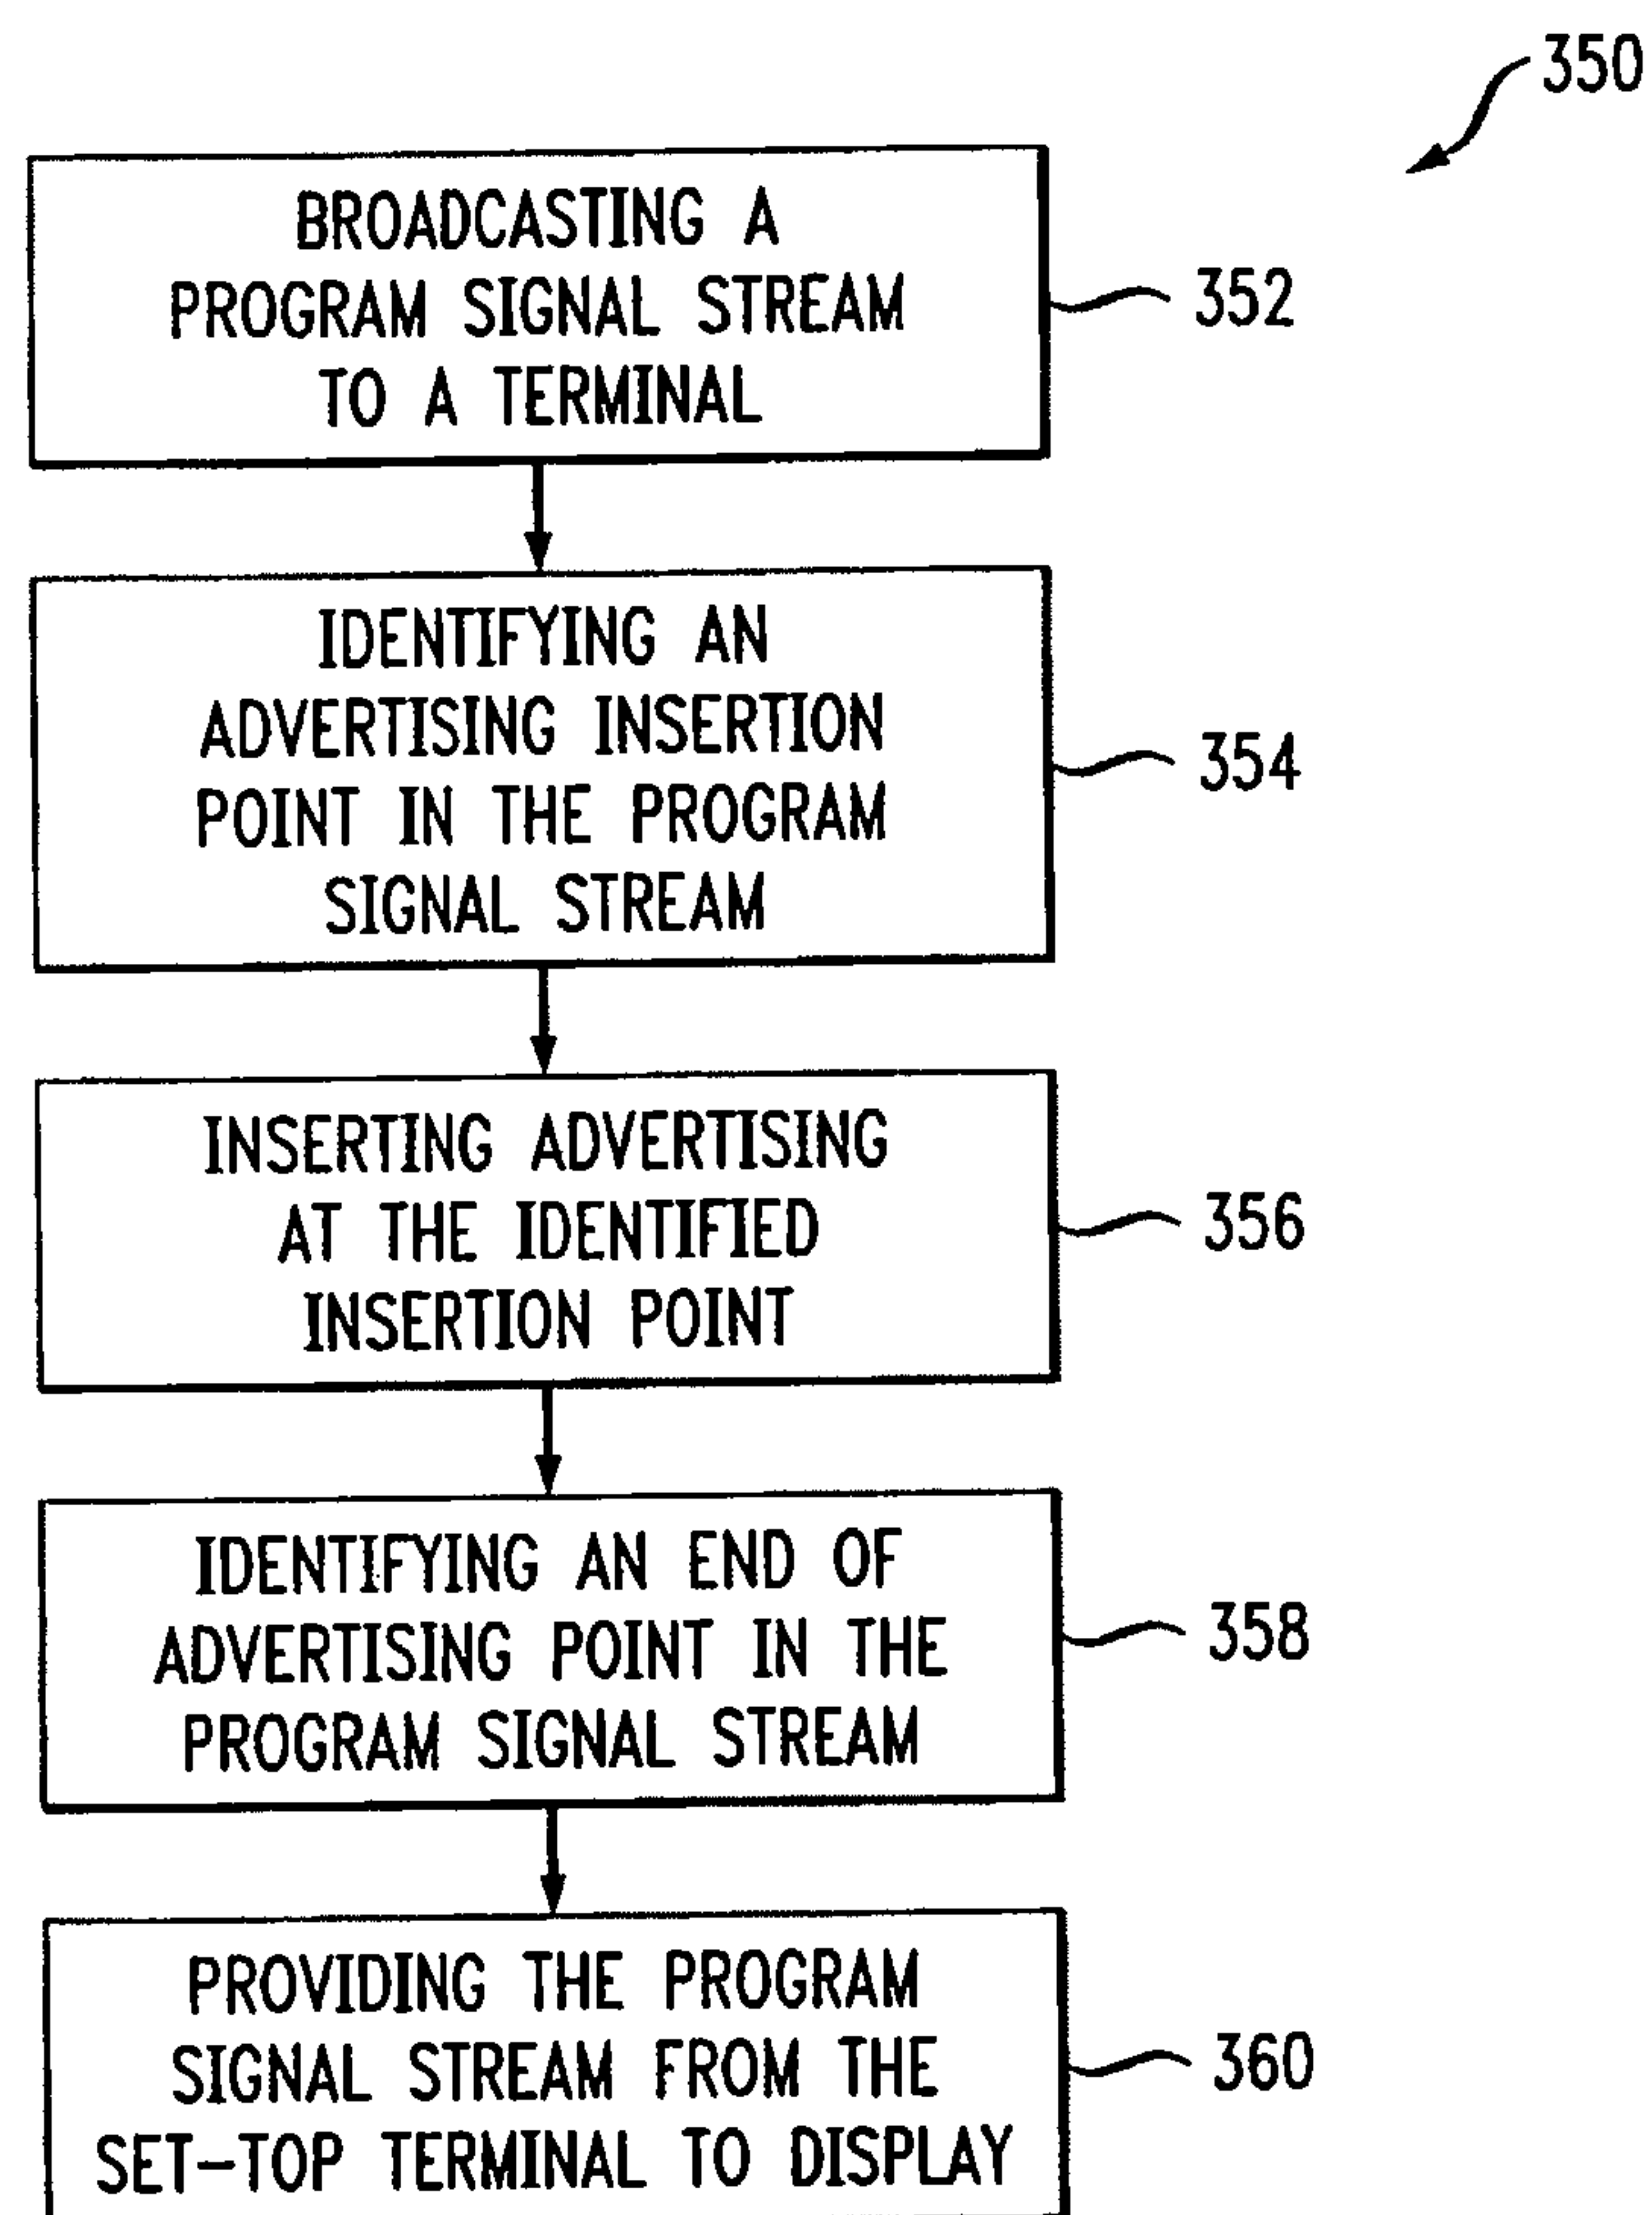 350
BROADCASTING A
PROGRAM SIGNAL STREAM
TO A TERMINAL
352
IDENTIFYING AN
ADVERTISING INSERTION
POINT IN THE PROGRAM
SIGNAL STREAM
354
INSERTING ADVERTISING
AT THE IDENTIFIED
INSERTION POINT
356
IDENTIFYING AN END OF
ADVERTISING POINT IN THE
PROGRAM SIGNAL STREAM
358
PROVIDING THE PROGRAM
SIGNAL STREAM FROM THE
SET-TOP TERMINAL TO DISPLAY
360